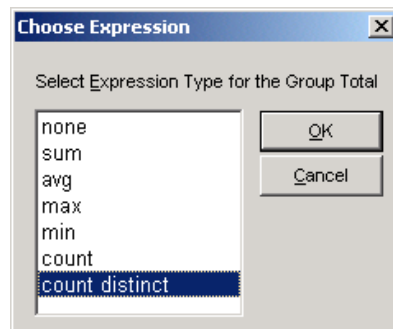 Choose Expression
Select Expression Type for the Group Total
none
sum
avg
max
min
count
count distinct
OK
Cancel